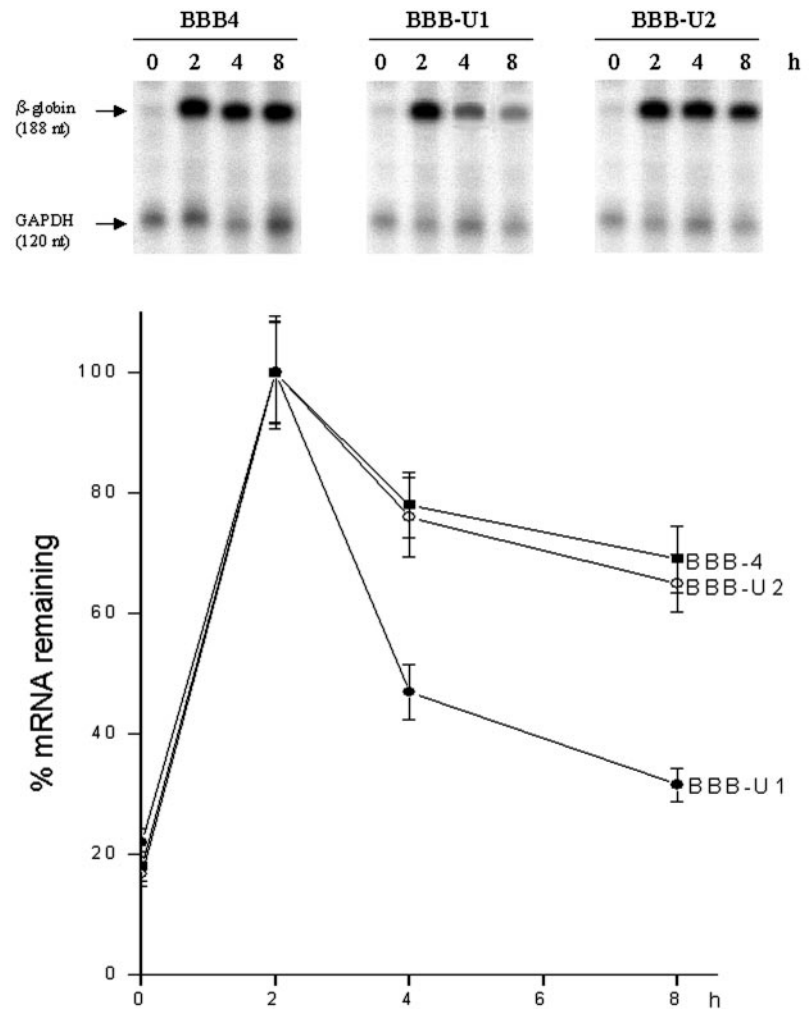 BBB4 BBB-U1 BBB-U2
0 2 4 8 0 2 4 8 0 2 4 8 h
β-globin
(188 nt)
GAPDH
(120 nt)
100
80
60
40
20
0
% mRNA remaining
BBB-4
BBB-U2
BBB-U1
0 2 4 6 8 h